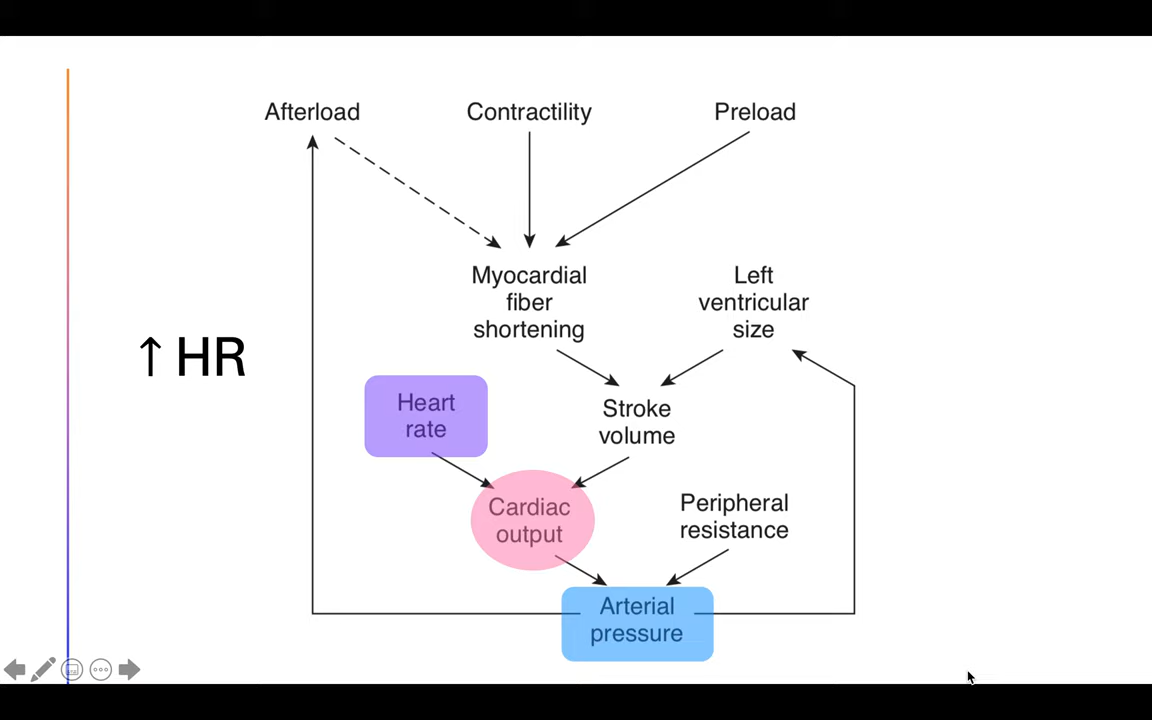 Afterload
Contractility
Preload
Myocardial
fiber
shortening
Left
ventricular
size
↑ HR
Heart
rate
Stroke
volume
Cardiac
output
Peripheral
resistance
Arterial
pressure